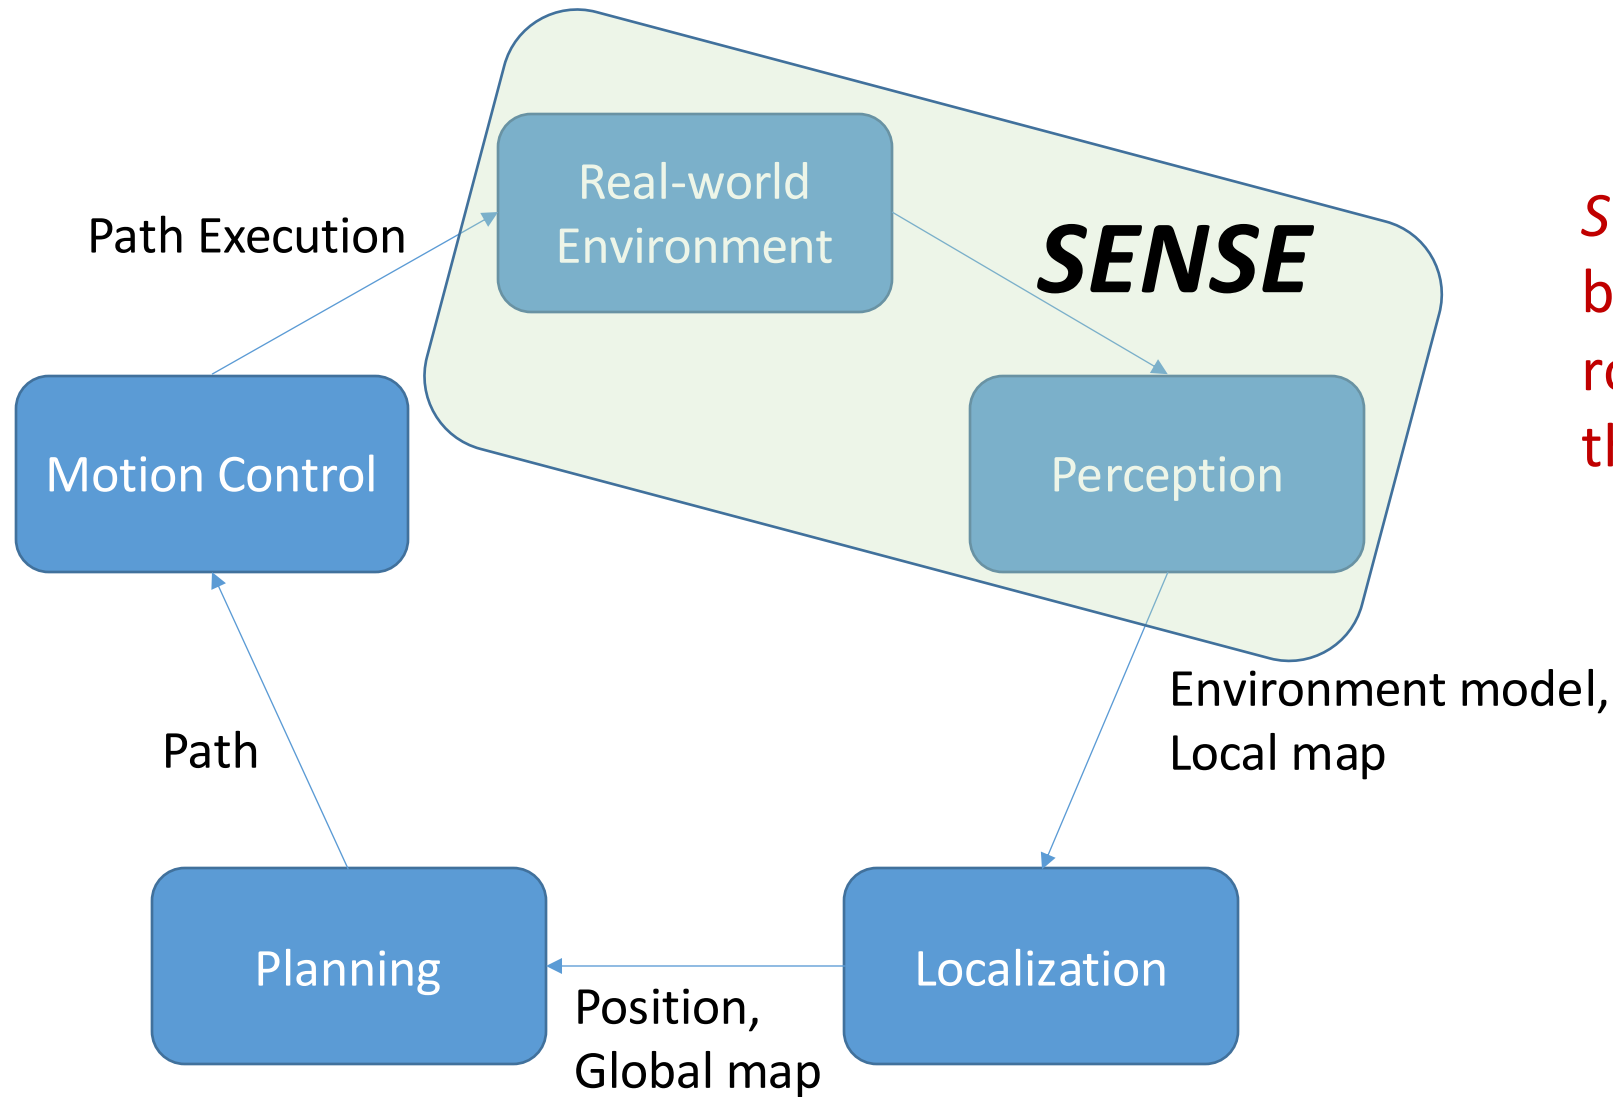 Real-world
Environment
SENSE
Path Execution
Motion Control
Perception
Environment model,
Local map
Path
Planning
Localization
Position,
Global map